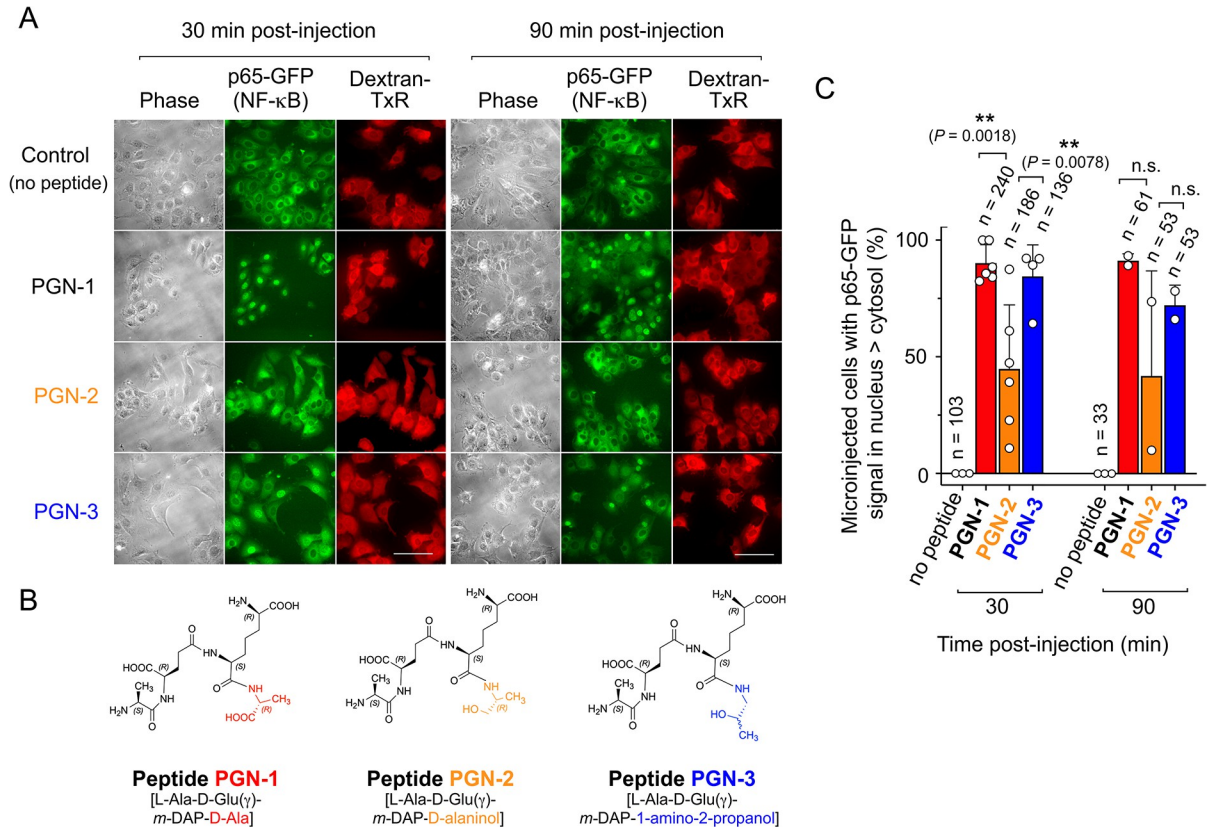 A
30 min post-injection
90 min post-injection
Phase
p65-GFP
(NF-κB)
Dextran-
TxR
Phase
p65-GFP
(NF-κB)
Dextran-
TxR
Control
(no peptide)
PGN-1
PGN-2
PGN-3
B
H₂N
COOH
(R)
O
HN
(S)
HOOC
(R)
O
CH₃
NH
NH
CH₃
(R)
H₂N
(S)
O
HOOC
Peptide PGN-1
[L-Ala-D-Glu(γ)-
m-DAP-D-Ala]
H₂N
COOH
(R)
O
HN
(S)
HOOC
(R)
O
CH₃
NH
NH
CH₃
(R)
H₂N
(S)
O
HO
Peptide PGN-2
[L-Ala-D-Glu(γ)-
m-DAP-D-alaninol]
H₂N
COOH
(R)
O
HN
(S)
HOOC
(R)
O
CH₃
NH
NH
H₂N
(S)
O
HO
CH₃
Peptide PGN-3
[L-Ala-D-Glu(γ)-
m-DAP-1-amino-2-propanol]
C
**
(P = 0.0018)
**
(P = 0.0078)
n.s.
n.s.
n = 103
n = 240
n = 186
n = 136
n = 33
n = 61
n = 53
n = 53
Microinjected cells with p65-GFP
signal in nucleus > cytosol (%)
100
50
0
no peptide
PGN-1
PGN-2
PGN-3
no peptide
PGN-1
PGN-2
PGN-3
30
90
Time post-injection (min)